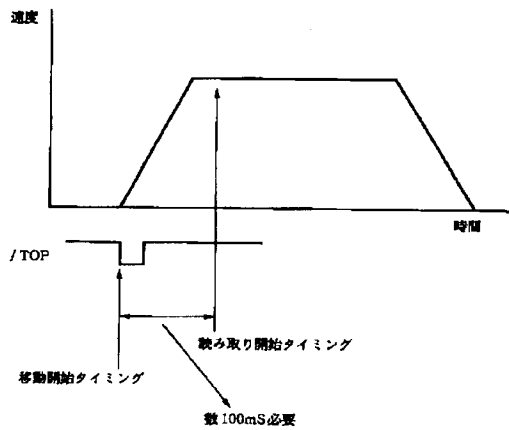 速度
時間
/TOP
読み取り開始タイミング
移動開始タイミング
数100mS必要